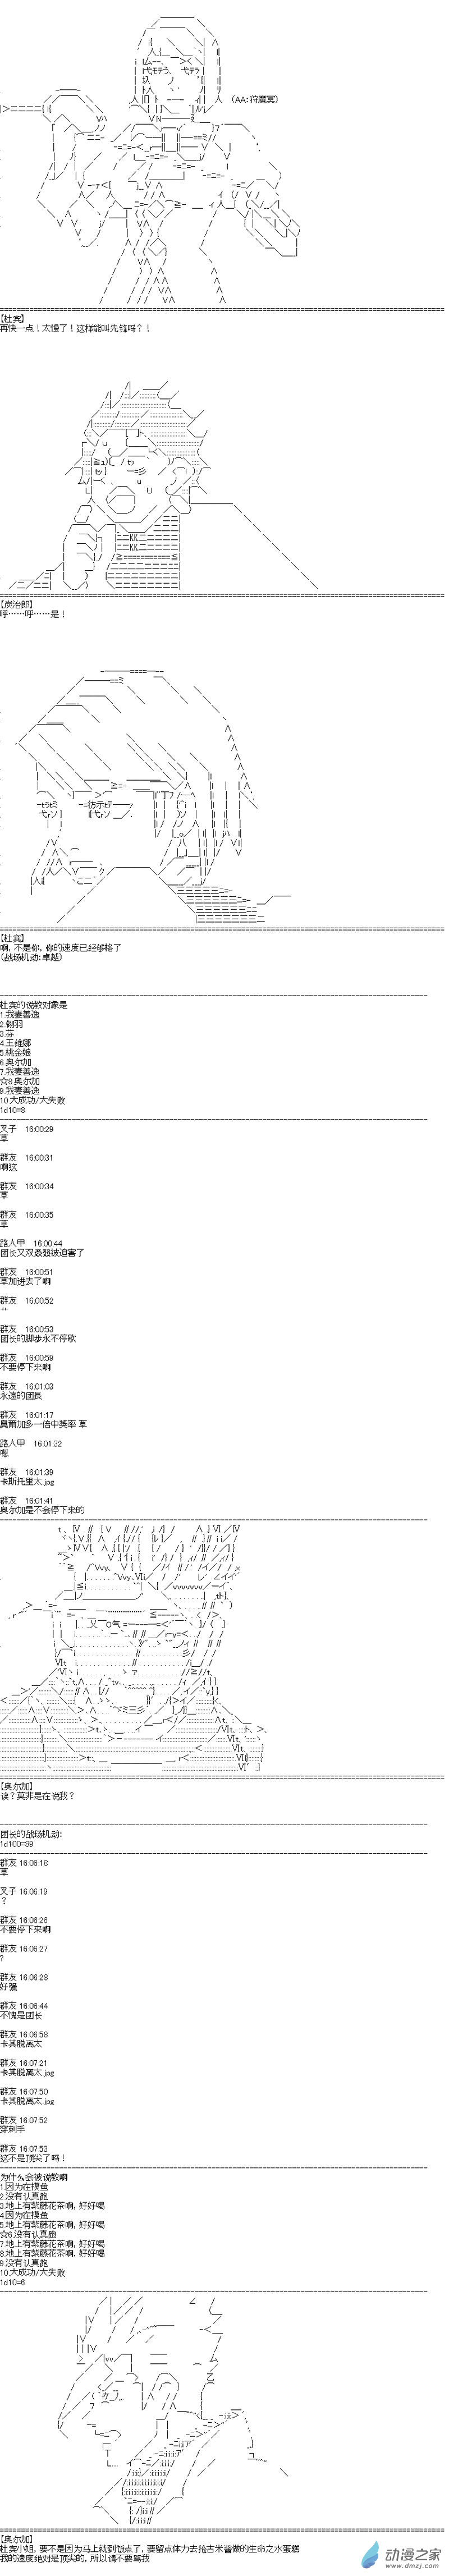 (AA：狩魔冥)
【杜宾】
再快一点！太慢了！这样能叫先锋吗？！
【炭治郎】
呼……呼……是！
【杜宾】
啊，不是你，你的速度已经够格了
(战场机动：卓越)
杜宾的说教对象是
1.我妻善逸
2.翎羽
3.芬
4.王维娜
5.桃金娘
6.奥尔加
7.我妻善逸
☆8.奥尔加
9.我妻善逸
10.大成功/大失败
1d10=8
叉子 16:00:29
草
群友 16:00:31
啊这
群友 16:00:34
草
群友 16:00:35
草
路人甲 16:00:44
团长又双叒叕被迫害了
群友 16:00:51
草加进去了啊
群友 16:00:52
艹
群友 16:00:53
团长的脚步永不停歇
群友 16:00:59
不要停下来啊
群友 16:01:03
永遠的团長
群友 16:01:17
奧爾加多一倍中獎率 草
路人甲 16:01:32
嗯
群友 16:01:39
卡斯托里太.jpg
群友 16:01:41
奥尔加是不会停下来的
【奥尔加】
诶？莫非是在说我？
团长的战场机动：
1d100=89
群友 16:06:18
草
叉子 16:06:19
？
群友 16:06:26
不要停下来啊
群友 16:06:27
?
群友 16:06:28
好强
群友 16:06:44
不愧是团长
群友 16:06:58
卡其脱离太
群友 16:07:21
卡其脱离太.jpg
群友 16:07:50
卡其脱离太.jpg
群友 16:07:52
穿刺手
群友 16:07:53
这不是顶尖了吗！
为什么会被说教啊
1.因为在摸鱼
2.没有认真跑
3.地上有紫藤花茶啊，好好喝
4.因为在摸鱼
5.地上有紫藤花茶啊，好好喝
☆6.没有认真跑
7.地上有紫藤花茶啊，好好喝
8.地上有紫藤花茶啊，好好喝
9.没有认真跑
10.大成功/大失败
1d10=6
【奥尔加】
杜宾小姐，要不是因为马上就到饭点了，要留点体力去抢古米酱做的生命之水蛋糕
我的速度绝对是顶尖的，所以请不要骂我
动漫之家
www.dmzj.com